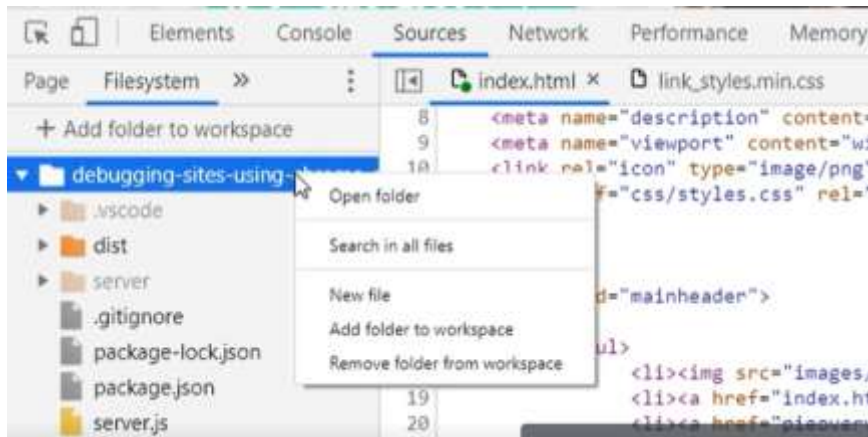 Elements Console Sources Network Performance Memory
Page Filesystem » index.html × link_styles.min.css
+ Add folder to workspace
debugging-sites-using-
.vscode
dist
server
.gitignore
package-lock.json
package.json
server.js
Open folder
Search in all files
New file
Add folder to workspace
Remove folder from workspace
8 <meta name="description" content=
9 <meta name="viewport" content="wi
10 <link rel="icon" type="image/png"
="css/styles.css" rel="
d="mainheader">
ul>
<li><img src="images/
19 <li><a href="index.ht
20 <li><a href="pieover